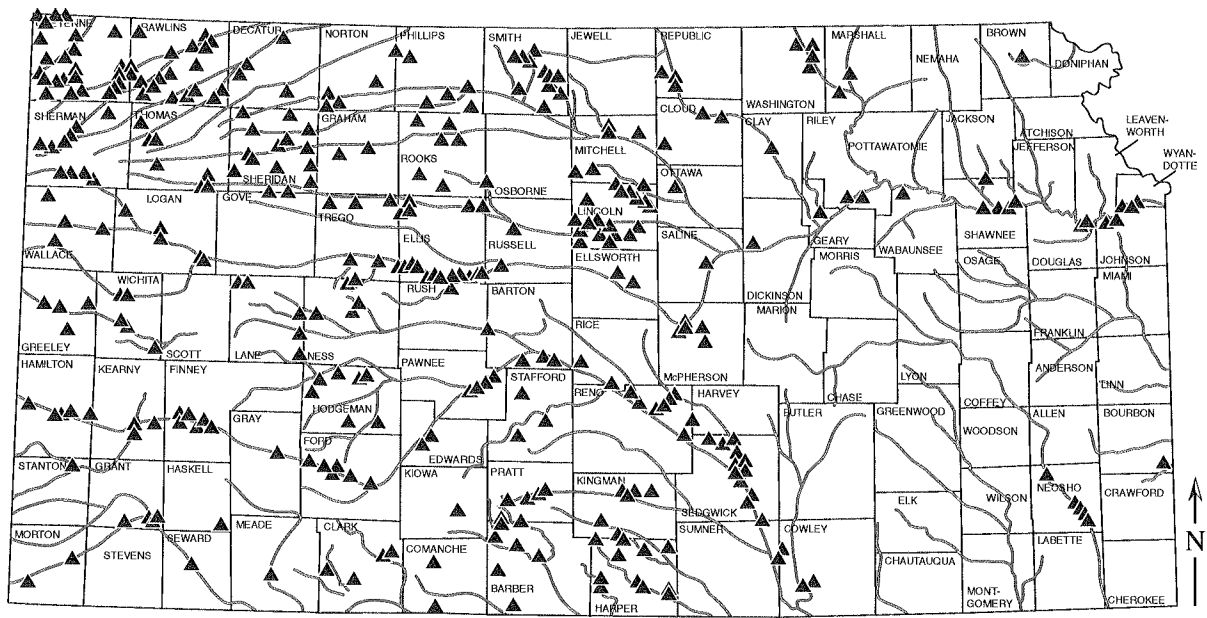 RAWLINS
DECATUR
NORTON
PHILLIPS
SMITH
JEWELL
REPUBLIC
MARSHALL
BROWN
NEMAHA
DONIPHAN
WASHINGTON
SHERMAN
THOMAS
GRAHAM
CLOUD
CLAY
RILEY
JACKSON
LEAVEN-
WORTH
ATCHISON
JEFFERSON
POTTAWATOMIE
MITCHELL
ROOKS
WYAN-
DOTTE
OTTAWA
SHERIDAN
OSBORNE
LOGAN
GOVE
TREGO
LINCOLN
ELLIS
RUSSELL
SALINE
GEARY
SHAWNEE
WABAUNSEE
WALLACE
ELLSWORTH
MORRIS
OSAGE
DOUGLAS
JOHNSON
MIAMI
WICHITA
RUSH
BARTON
DICKINSON
MARION
RICE
FRANKLIN
GREELEY
SCOTT
LANE
NESS
PAWNEE
HAMILTON
KEARNY
FINNEY
STAFFORD
McPHERSON
LYON
ANDERSON
LINN
RENO
HARVEY
CHASE
HODGEMAN
GRAY
BUTLER
GREENWOOD
COFFEY
ALLEN
BOURBON
WOODSON
FORD
EDWARDS
STANTON
GRANT
HASKELL
KIOWA
PRATT
KINGMAN
NEOSHO
CRAWFORD
WILSON
ELK
SEDGWICK
SUMNER
COWLEY
MEADE
CLARK
MORTON
SEWARD
STEVENS
COMANCHE
LABETTE
CHAUTAUQUA
BARBER
HARPER
MONT-
GOMERY
CHEROKEE
N